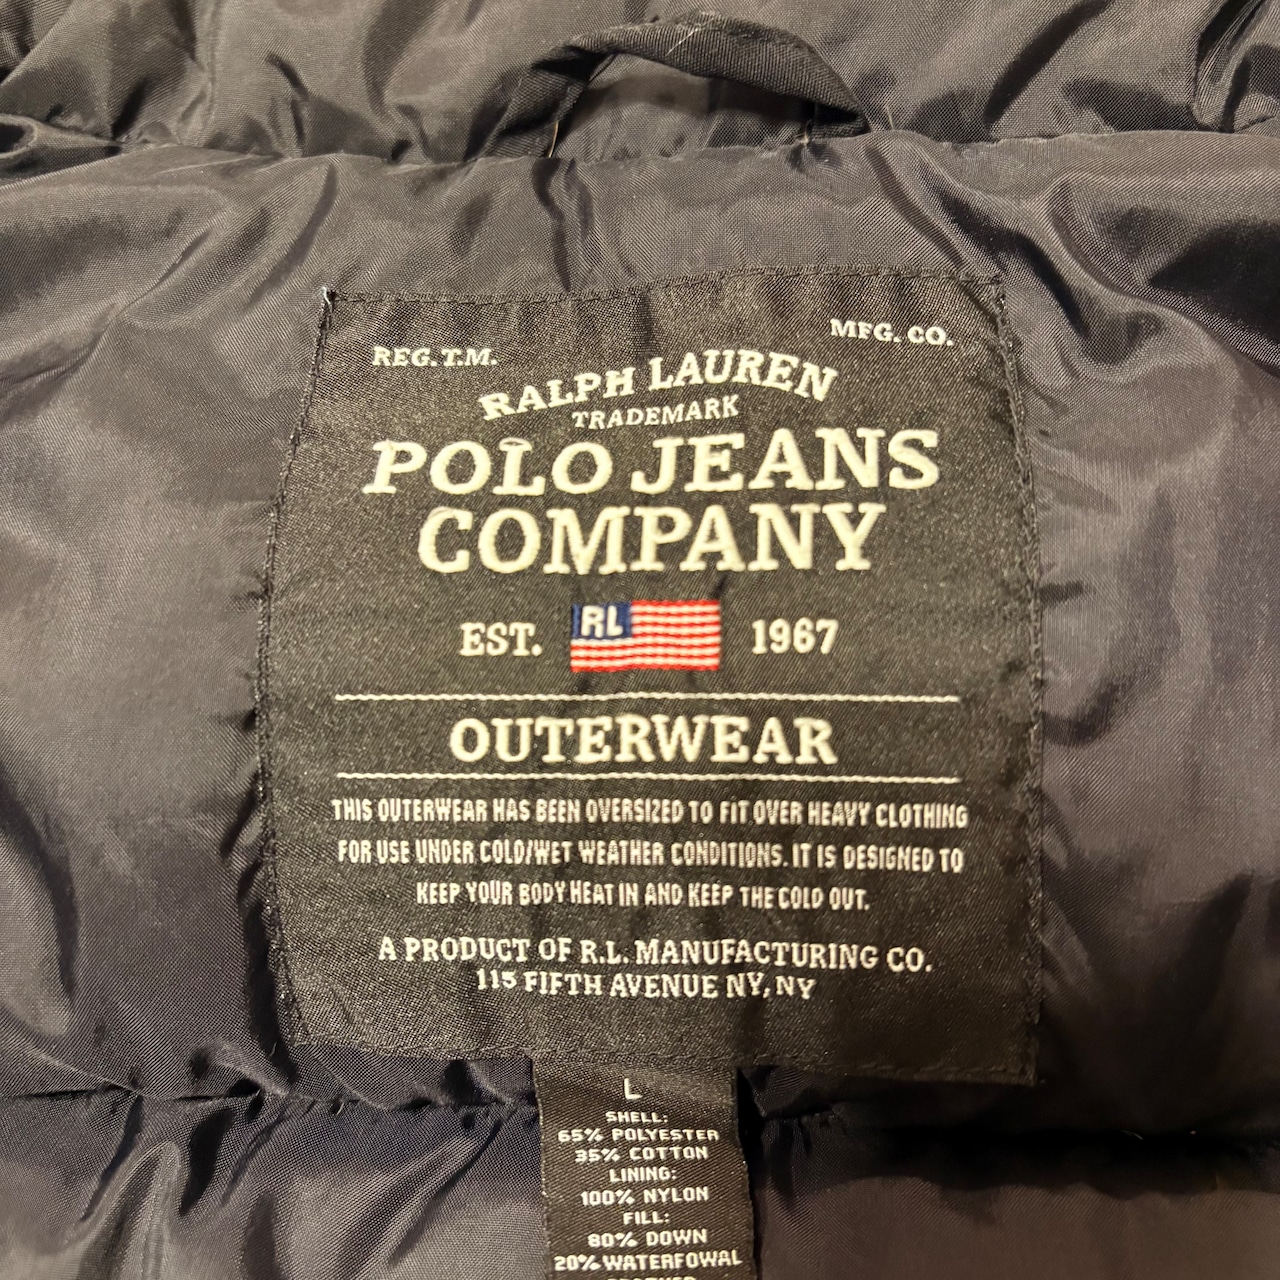 REG. T.M.
MFG. CO.
RALPH LAUREN
TRADEMARK
POLO JEANS
COMPANY
EST.
RL
1967
OUTERWEAR
THIS OUTERWEAR HAS BEEN OVERSIZED TO FIT OVER HEAVY CLOTHING
FOR USE UNDER COLD/WET WEATHER CONDITIONS. IT IS DESIGNED TO
KEEP YOUR BODY HEAT IN AND KEEP THE COLD OUT.
A PRODUCT OF R.L. MANUFACTURING CO.
115 FIFTH AVENUE NY, NY
L
SHELL:
65% POLYESTER
35% COTTON
LINING:
100% NYLON
FILL:
80% DOWN
20% WATERFOWAL